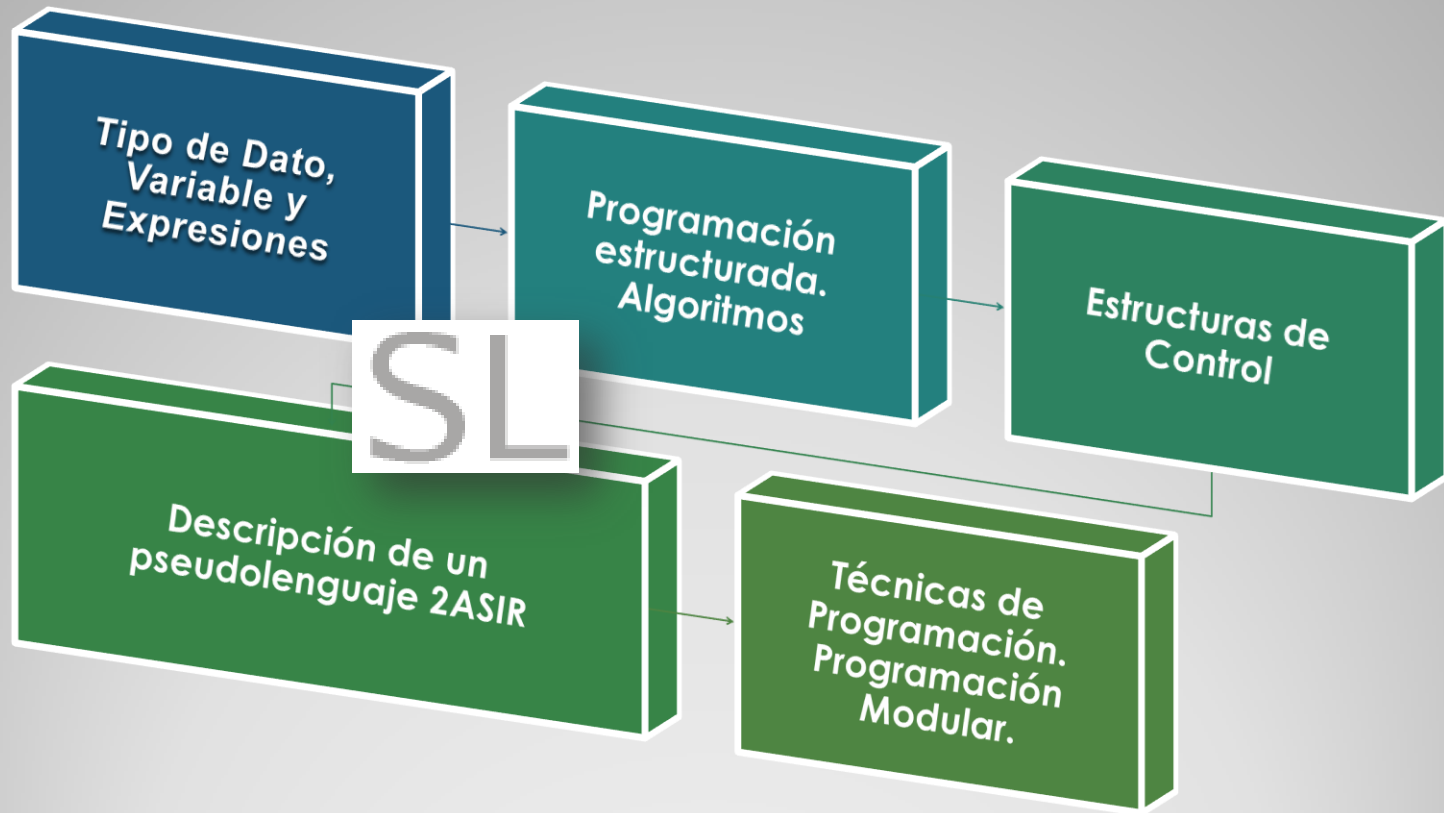 Tipo de Dato,
Variable y
Expresiones
Programación
estructurada.
Algoritmos
Estructuras de
Control
SL
Descripción de un
pseudolenguaje 2ASIR
Técnicas de
Programación.
Programación
Modular.